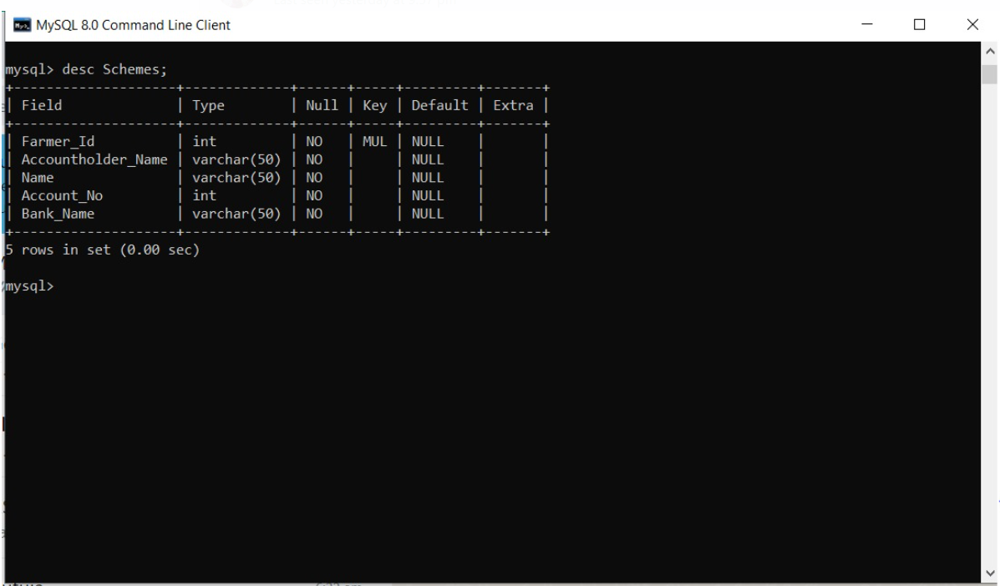 MySQL 8.0 Command Line Client
mysql> desc Schemes;
+--------------------+-------------+------+-----+---------+-------+
| Field              | Type        | Null | Key | Default | Extra |
+--------------------+-------------+------+-----+---------+-------+
| Farmer_Id          | int         | NO   | MUL | NULL    |       |
| Accountholder_Name | varchar(50) | NO   |     | NULL    |       |
| Name               | varchar(50) | NO   |     | NULL    |       |
| Account_No         | int         | NO   |     | NULL    |       |
| Bank_Name          | varchar(50) | NO   |     | NULL    |       |
+--------------------+-------------+------+-----+---------+-------+
5 rows in set (0.00 sec)
mysql>